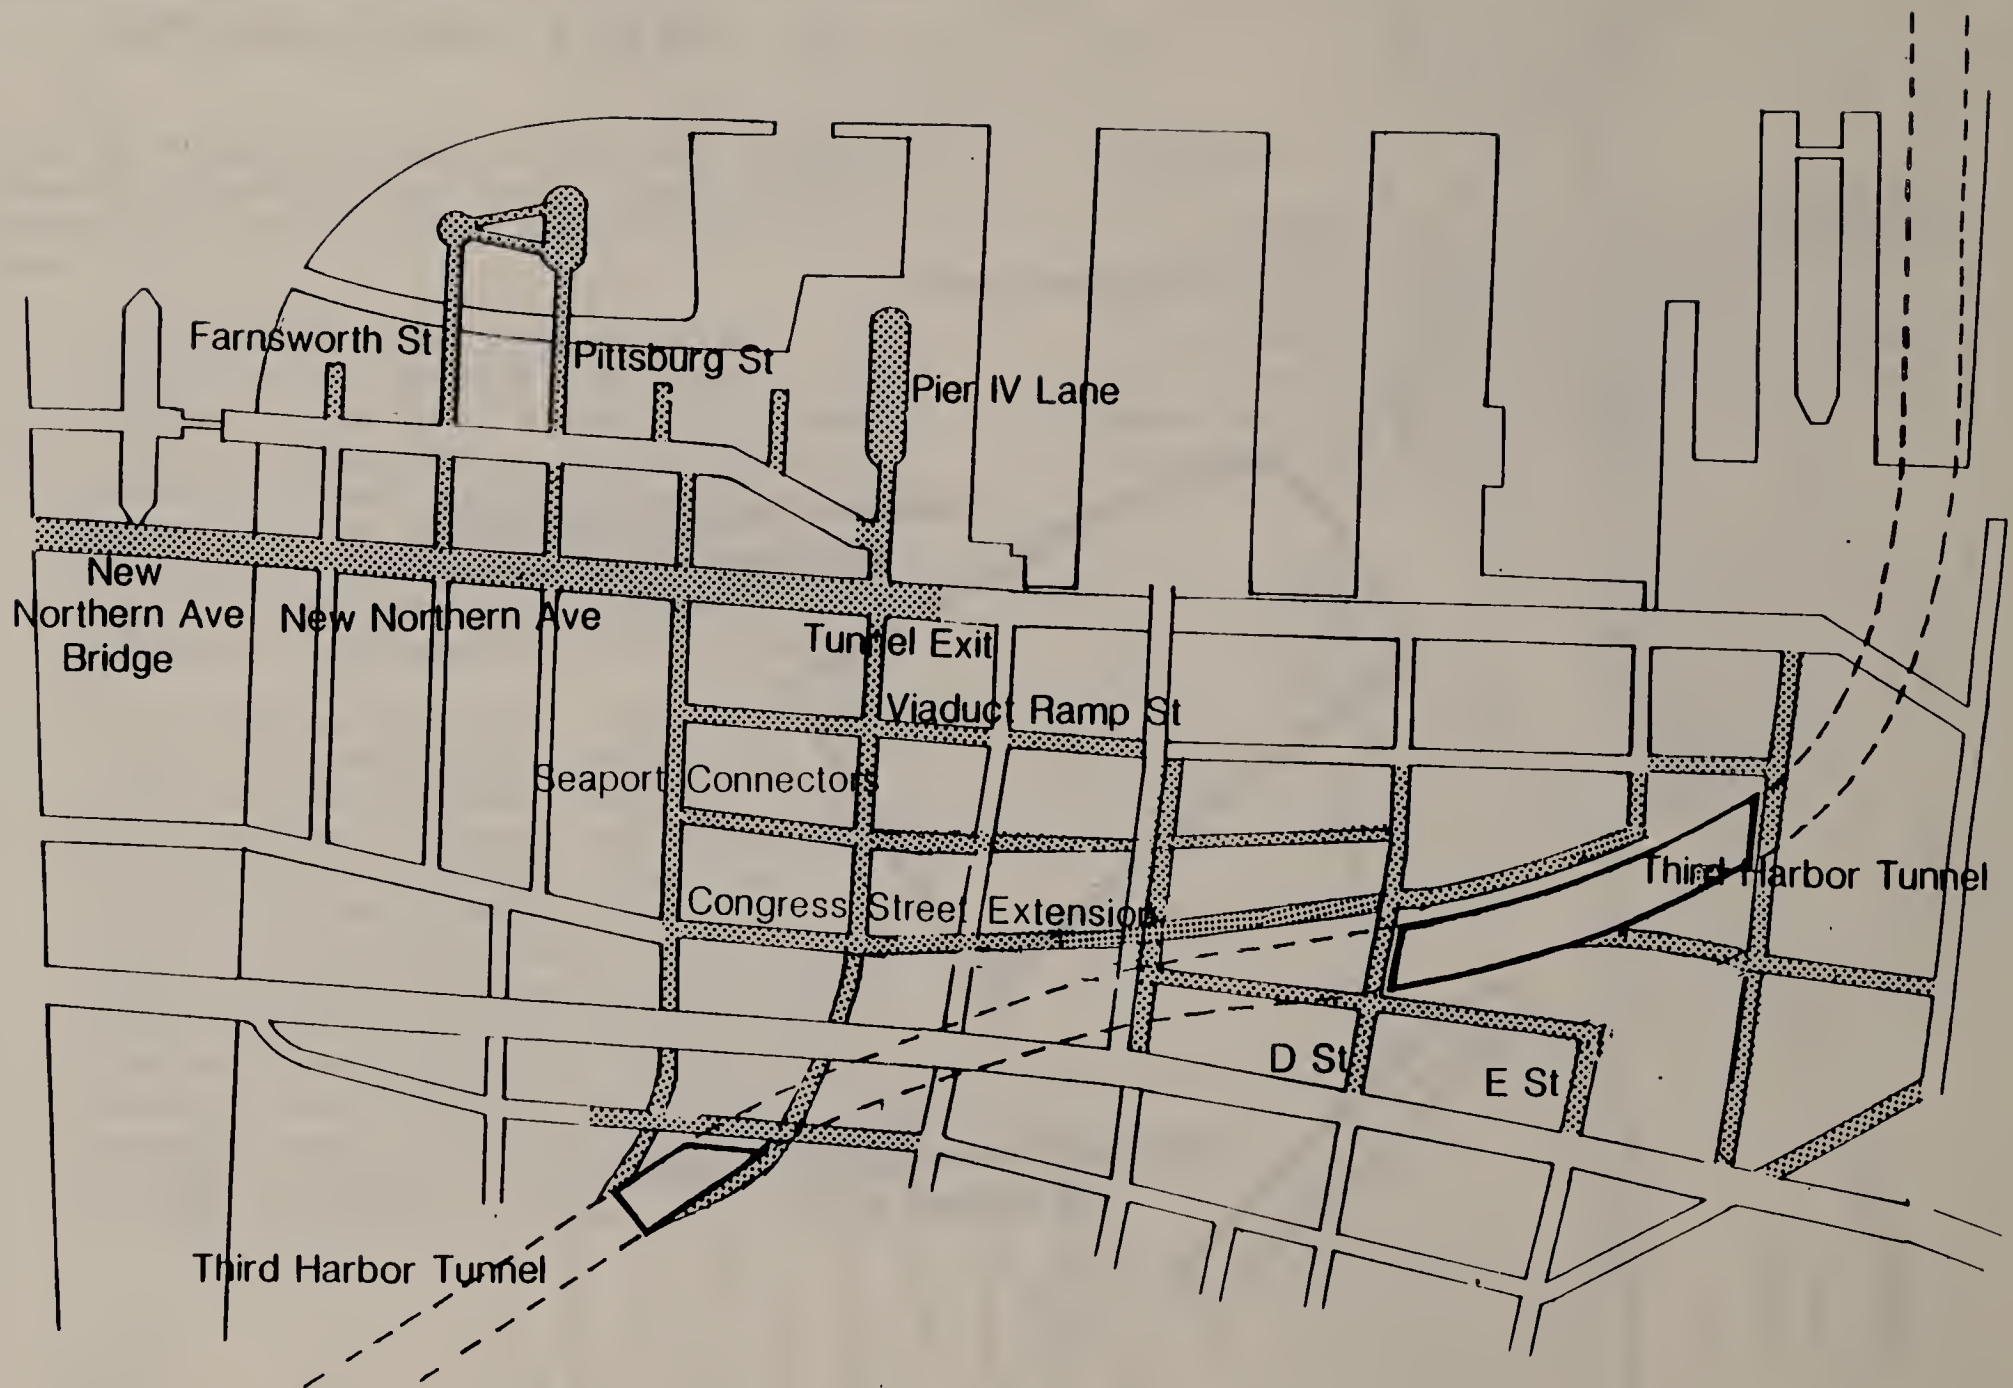 Farnsworth St
Pittsburg St
Pier IV Lane
New
Northern Ave
Bridge
New Northern Ave
Tunnel Exit
Viaduct Ramp St
Seaport Connectors
Congress Street Extension
Third Harbor Tunnel
D St
E St
Third Harbor Tunnel